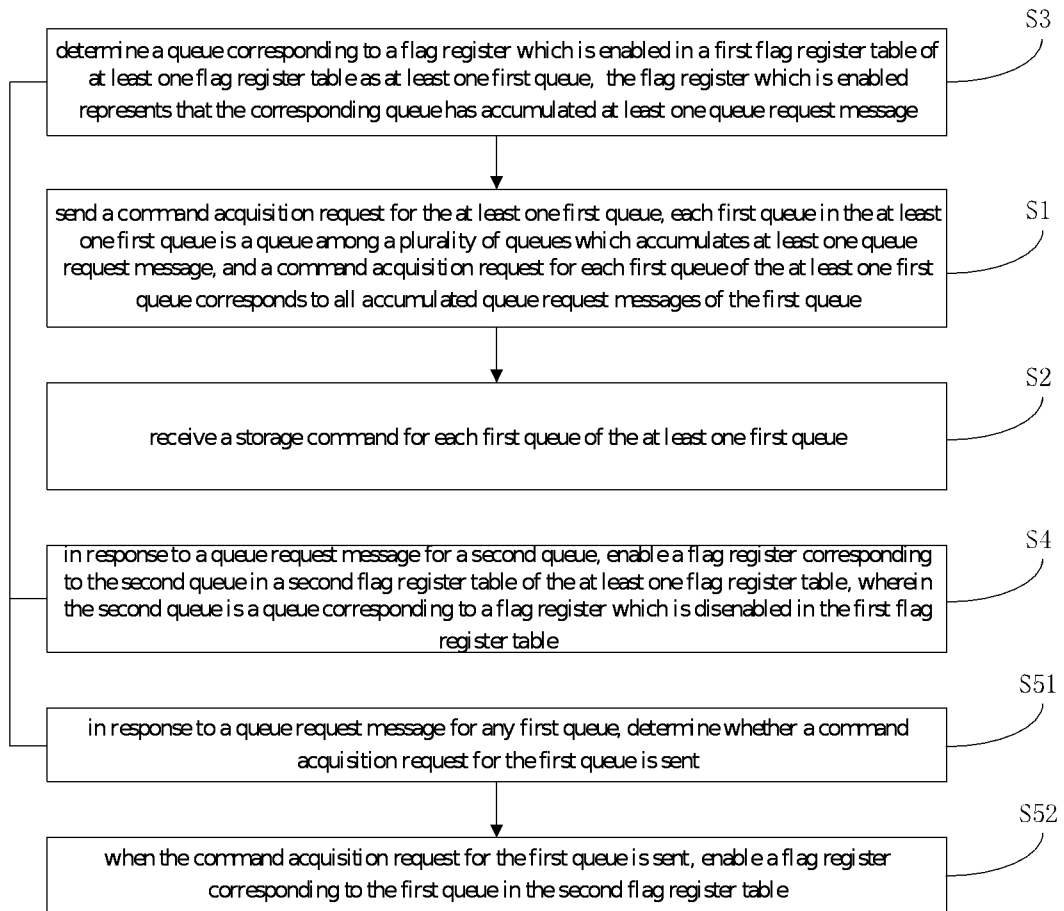 S3
determine a queue corresponding to a flag register which is enabled in a first flag register table of
at least one flag register table as at least one first queue, the flag register which is enabled
represents that the corresponding queue has accumulated at least one queue request message
S1
send a command acquisition request for the at least one first queue, each first queue in the at least
one first queue is a queue among a plurality of queues which accumulates at least one queue
request message, and a command acquisition request for each first queue of the at least one first
queue corresponds to all accumulated queue request messages of the first queue
S2
receive a storage command for each first queue of the at least one first queue
S4
in response to a queue request message for a second queue, enable a flag register corresponding
to the second queue in a second flag register table of the at least one flag register table, wherein
the second queue is a queue corresponding to a flag register which is disenabled in the first flag
register table
S51
in response to a queue request message for any first queue, determine whether a command
acquisition request for the first queue is sent
S52
when the command acquisition request for the first queue is sent, enable a flag register
corresponding to the first queue in the second flag register table